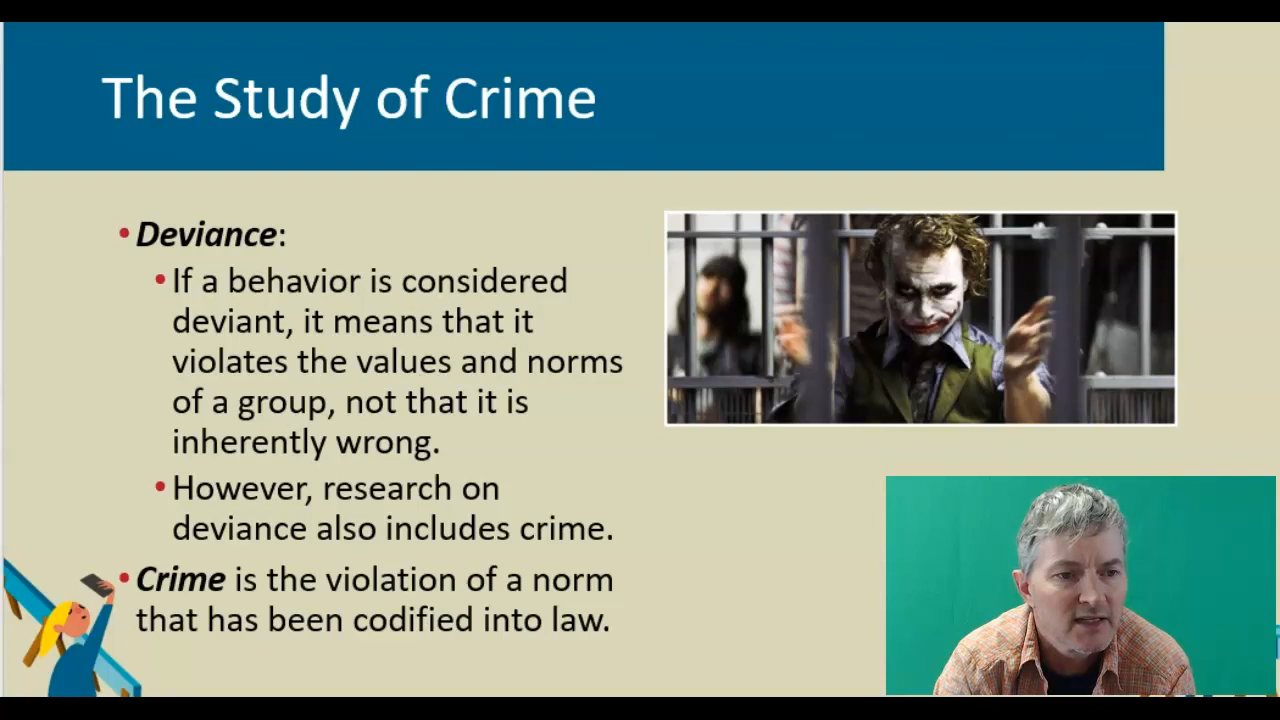 The Study of Crime
• Deviance:
• If a behavior is considered
deviant, it means that it
violates the values and norms
of a group, not that it is
inherently wrong.
• However, research on
deviance also includes crime.
• Crime is the violation of a norm
that has been codified into law.